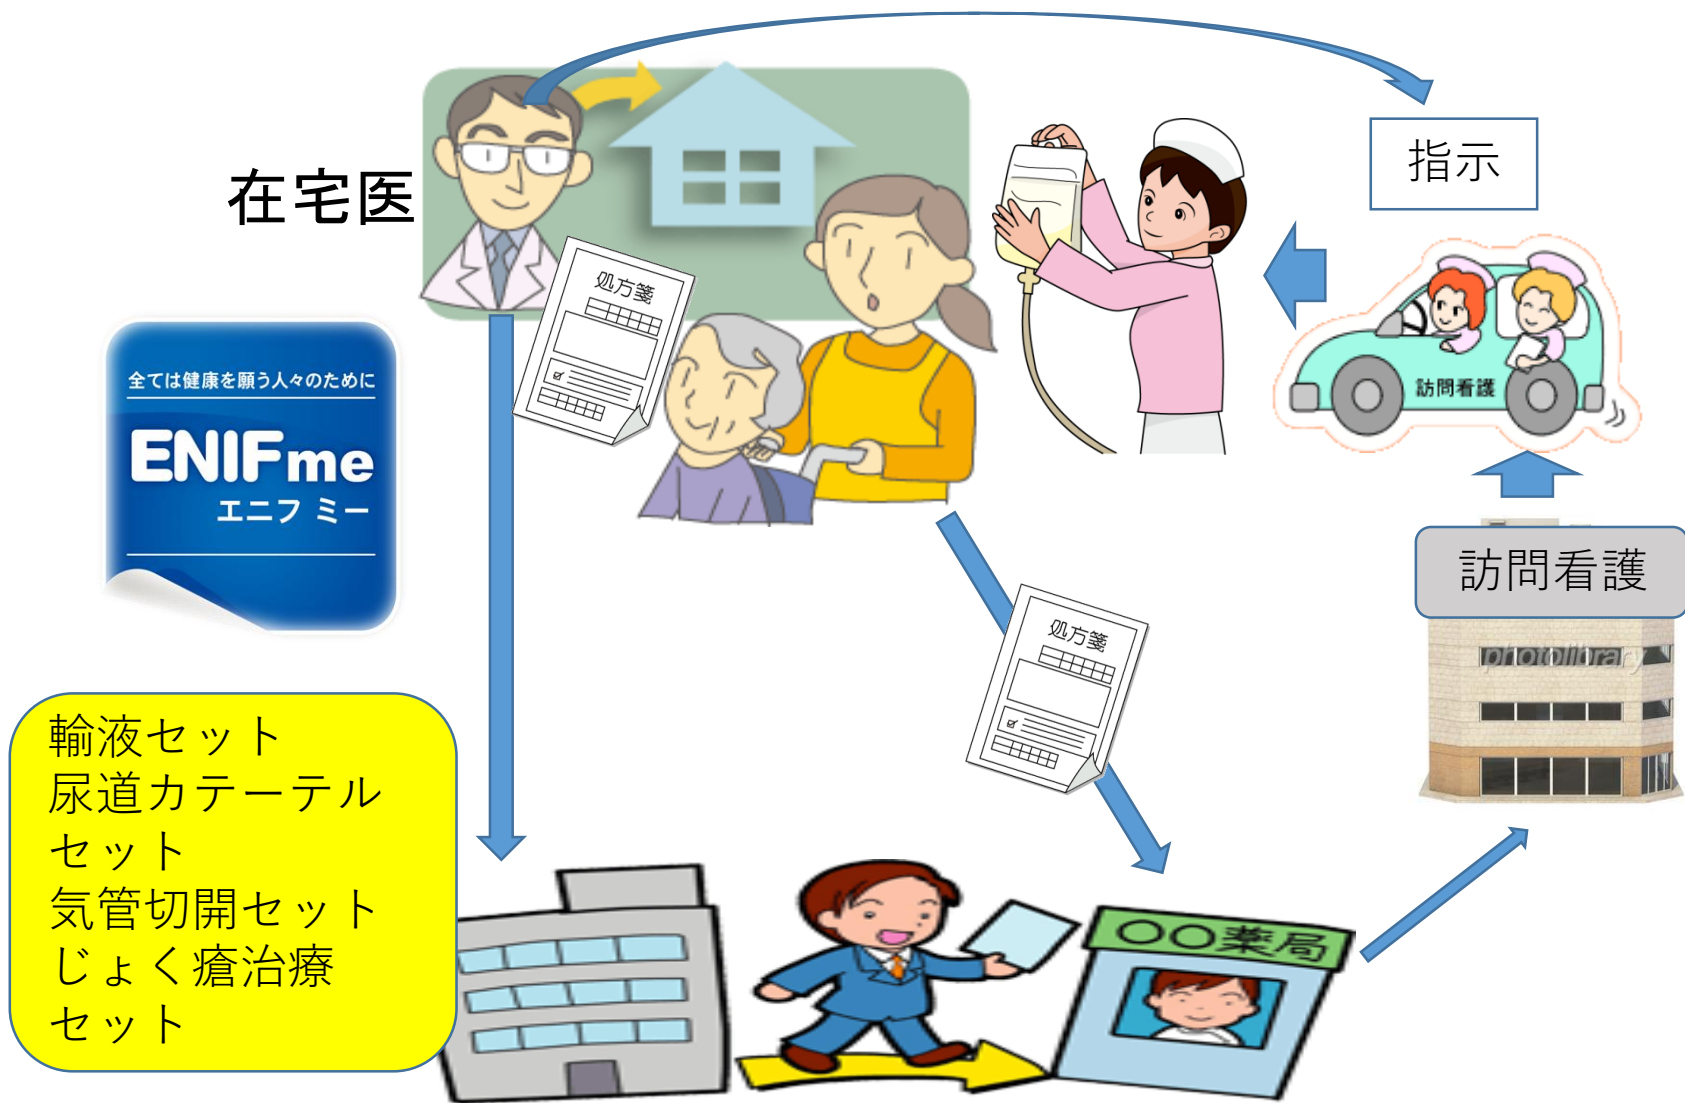 指示
在宅医
処方箋
訪問看護
全ては健康を願う人々のために
ENIFme
エニフ ミー
訪問看護
処方箋
photolibrary
輸液セット
尿道カテーテル
セット
気管切開セット
じょく瘡治療
セット
〇〇薬局